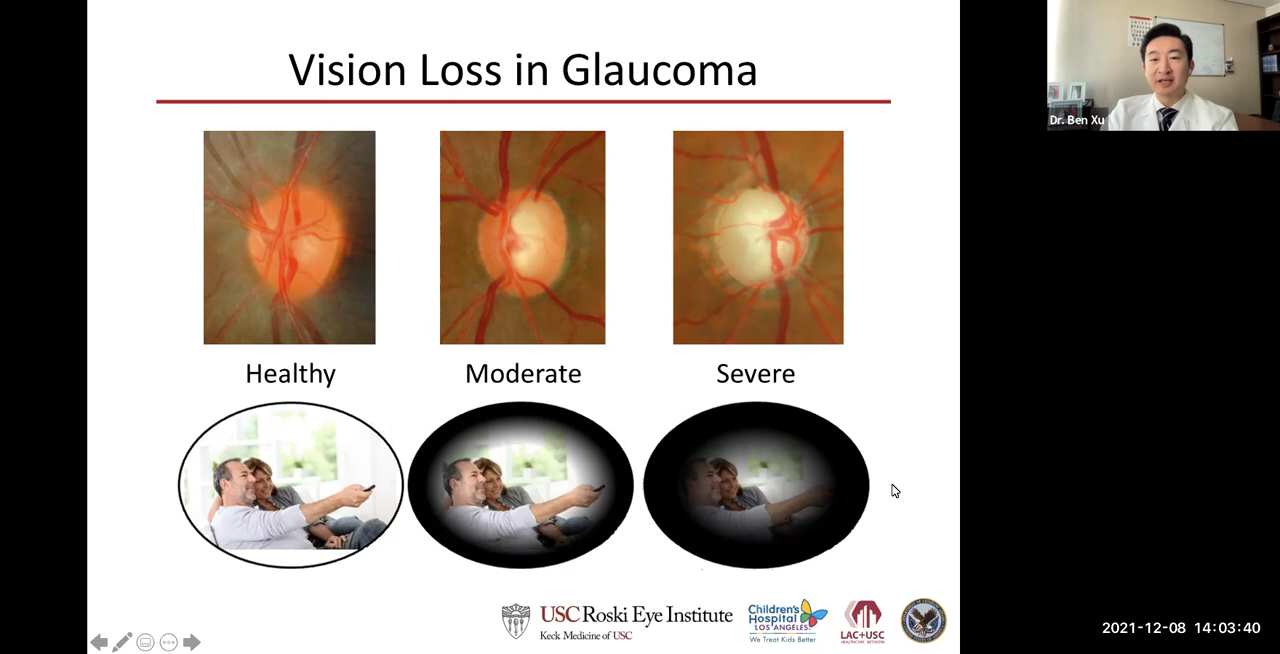 Vision Loss in Glaucoma
Dr. Ben Xu
Healthy
Moderate
Severe
USC Roski Eye Institute
Keck Medicine of USC
Children's
Hospital
LOS ANGELES
We Treat Kids Better
LAC+USC
HEALTHCARE NETWORK
2021-12-08 14:03:40